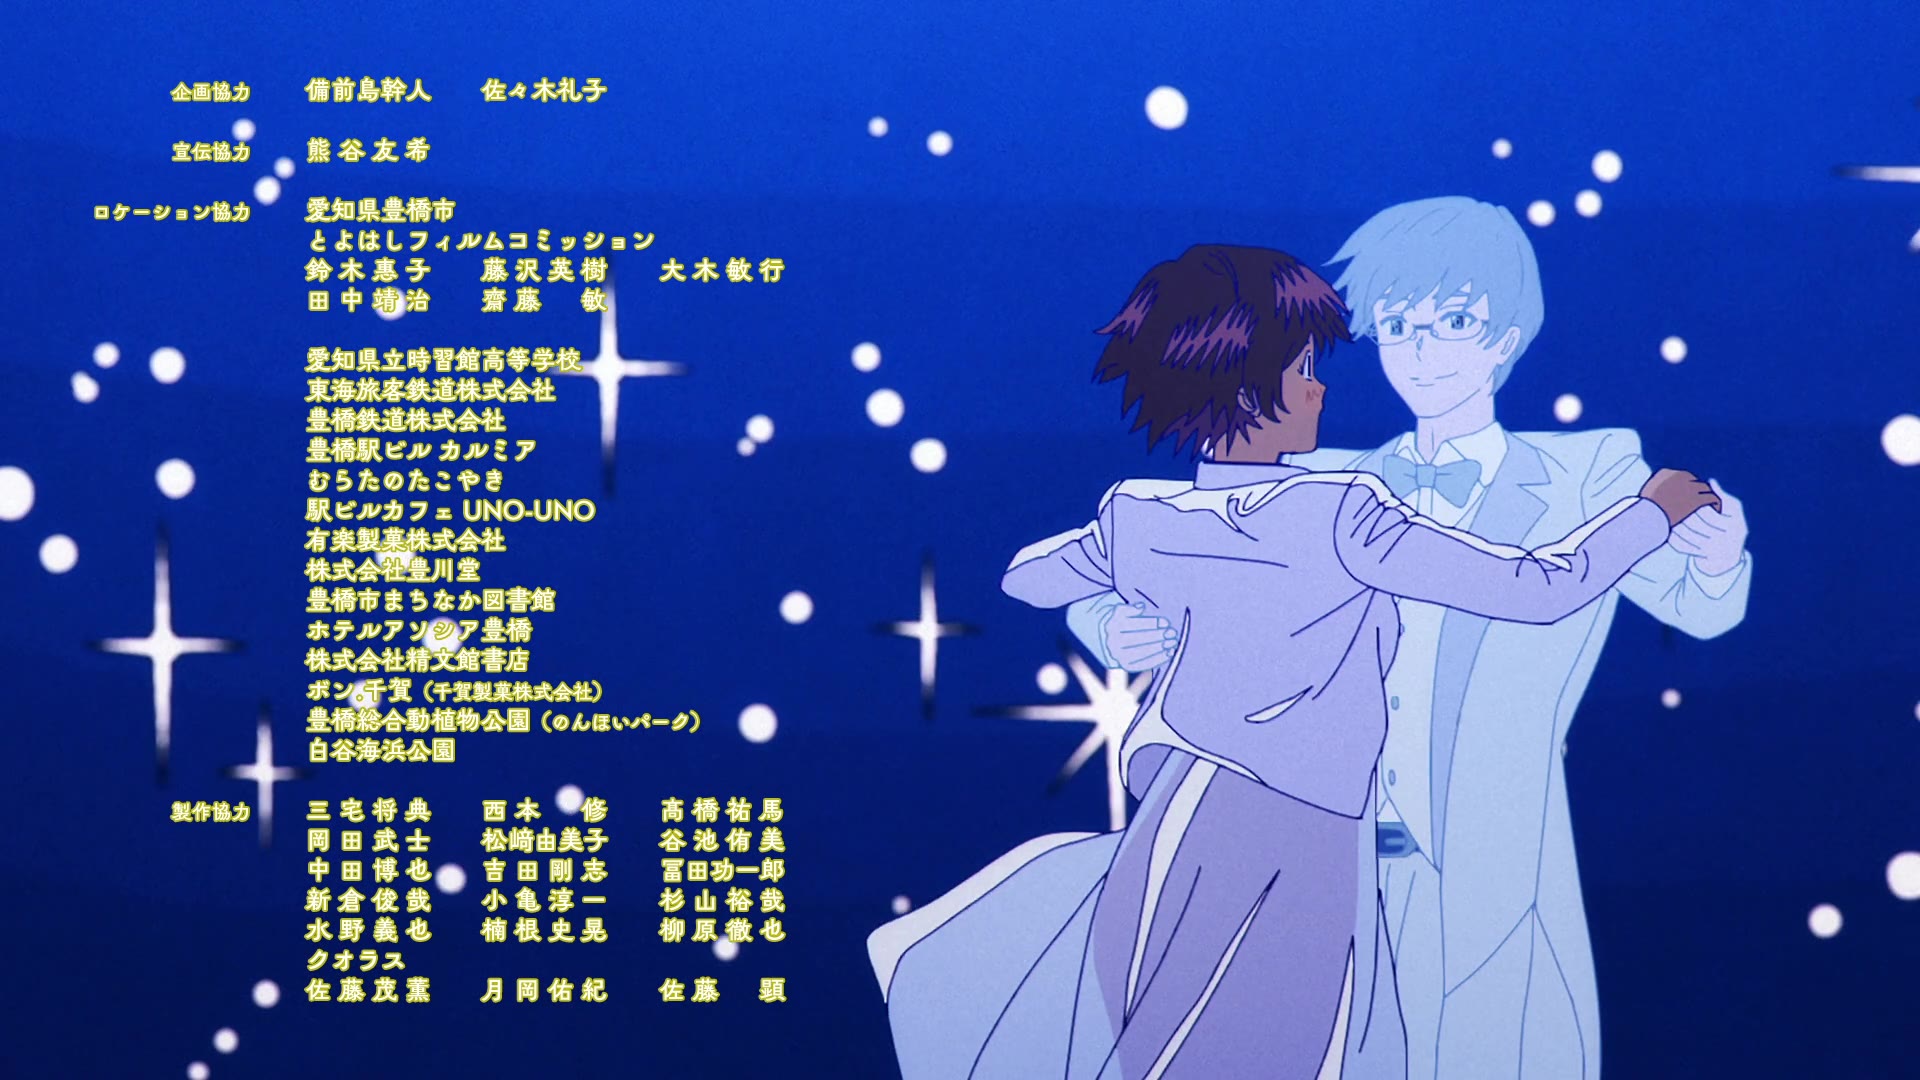 企画協力 備前島幹人 佐々木礼子
宣伝協力 熊谷友希
ロケーション協力 愛知県豊橋市
とよはしフィルムコミッション
鈴木惠子 藤沢英樹 大木敏行
田中靖治 齋藤 敏
愛知県立時習館高等学校
東海旅客鉄道株式会社
豊橋鉄道株式会社
豊橋駅ビル カルミア
むらたのたこやき
駅ビルカフェ UNO-UNO
有楽製菓株式会社
株式会社豊川堂
豊橋市まちなか図書館
ホテルアソシア豊橋
株式会社精文館書店
ボン.千賀(千賀製菓株式会社)
豊橋総合動植物公園(のんほいパーク)
白谷海浜公園
製作協力 三宅将典 西本 修 髙橋祐馬
岡田武士 松﨑由美子 谷池侑美
中田博也 吉田剛志 冨田功一郎
新倉俊哉 小亀淳一 杉山裕哉
水野義也 楠根史晃 柳原徹也
クオラス
佐藤茂薫 月岡佑紀 佐藤 顕